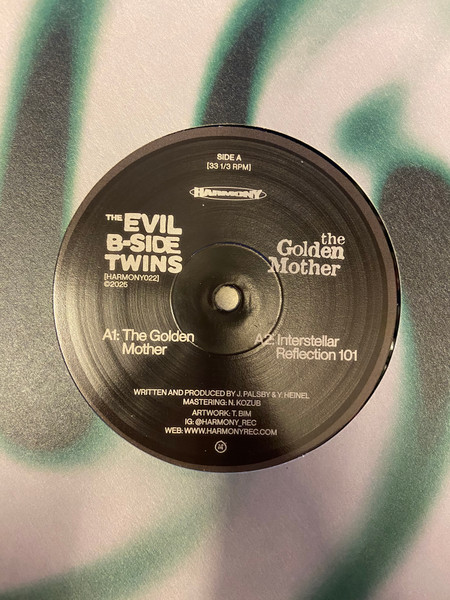 SIDE A
[33 1/3 RPM]
HARMONY
THE EVIL
B-SIDE
TWINS
[HARMONY022]
©2025
the
Golden
Mother
A1: The Golden
Mother
A2: Interstellar
Reflection 101
WRITTEN AND PRODUCED BY J. PALSBY & Y. HEINEL
MASTERING: N. KOZUB
ARTWORK: T. BIM
IG: @HARMONY_REC
WEB: WWW.HARMONYREC.COM